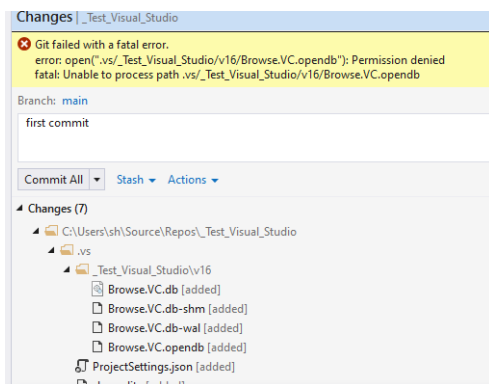 Changes | _Test_Visual_Studio
Git failed with a fatal error.
error: open(".vs/_Test_Visual_Studio/v16/Browse.VC.opendb"): Permission denied
fatal: Unable to process path .vs/_Test_Visual_Studio/v16/Browse.VC.opendb
Branch: main
first commit
Commit All Stash Actions
Changes (7)
C:\Users\sh\Source\Repos\_Test_Visual_Studio
.vs
_Test_Visual_Studio\v16
Browse.VC.db [added]
Browse.VC.db-shm [added]
Browse.VC.db-wal [added]
Browse.VC.opendb [added]
ProjectSettings.json [added]